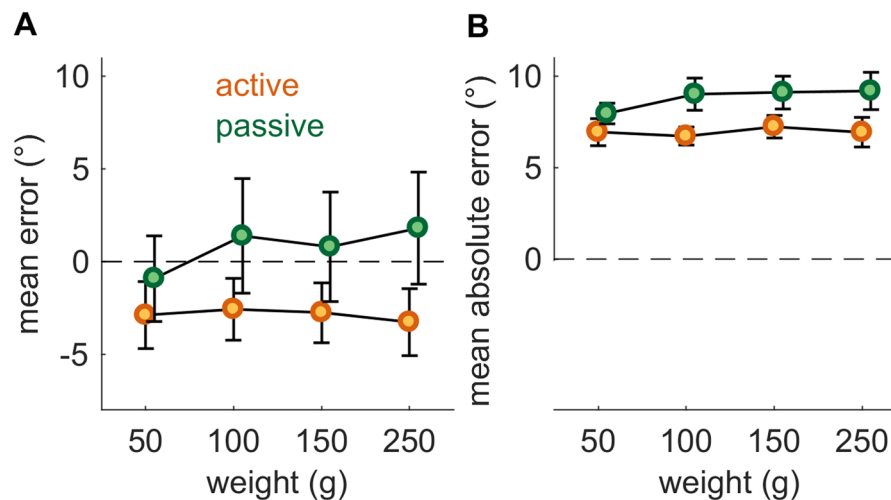 A
mean error (°)
10
5
0
-5
active
passive
50 100 150 250
weight (g)
B
mean absolute error (°)
10
5
0
50 100 150 250
weight (g)